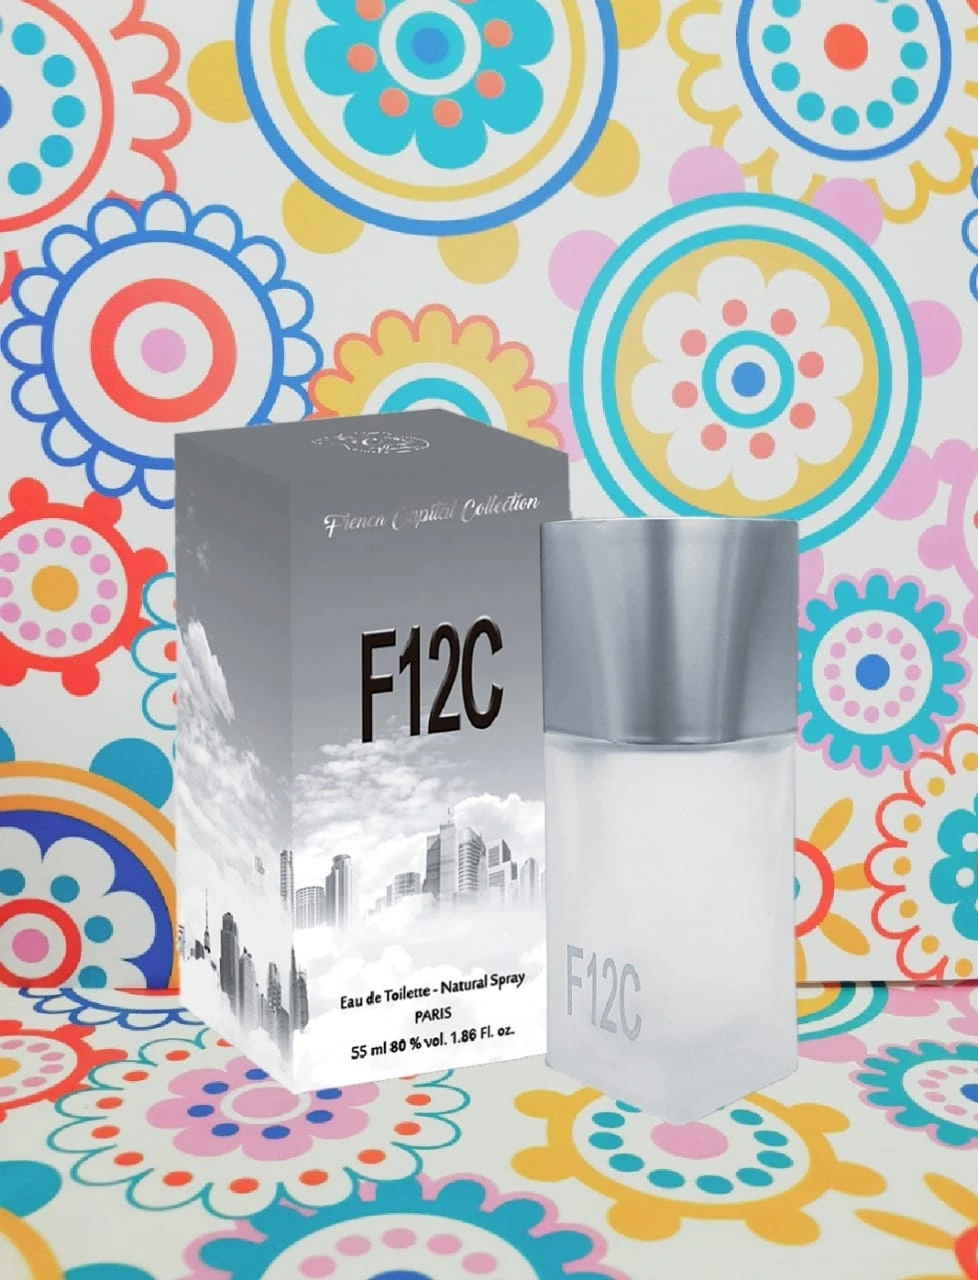 French Capital Collection
F12C
Eau de Toilette - Natural Spray
PARIS
55 ml 80 % vol. 1.86 Fl. oz.
F12C